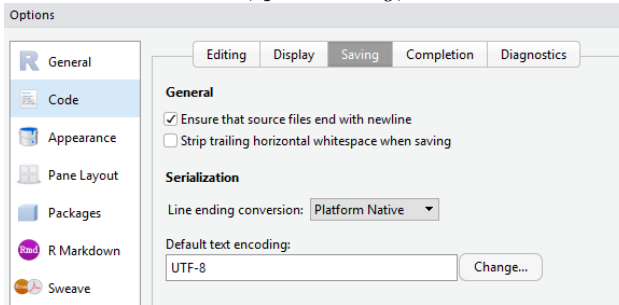 Options
General
Code
Appearance
Pane Layout
Packages
Rmd R Markdown
Sweave
Editing Display Saving Completion Diagnostics
General
Ensure that source files end with newline
Strip trailing horizontal whitespace when saving
Serialization
Line ending conversion: Platform Native
Default text encoding:
UTF-8 Change...